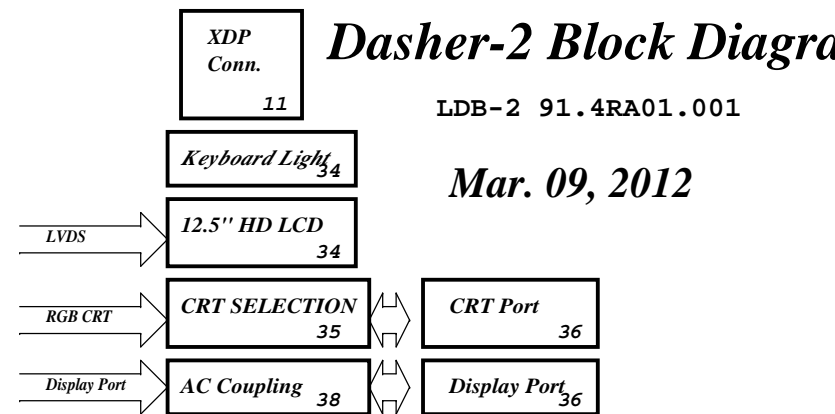 XDP
Conn.
11
Dasher-2 Block Diagra
LDB-2 91.4RA01.001
Mar. 09, 2012
Keyboard Light
34
LVDS
12.5" HD LCD
34
RGB CRT
CRT SELECTION
35
CRT Port
36
Display Port
AC Coupling
38
Display Port
36